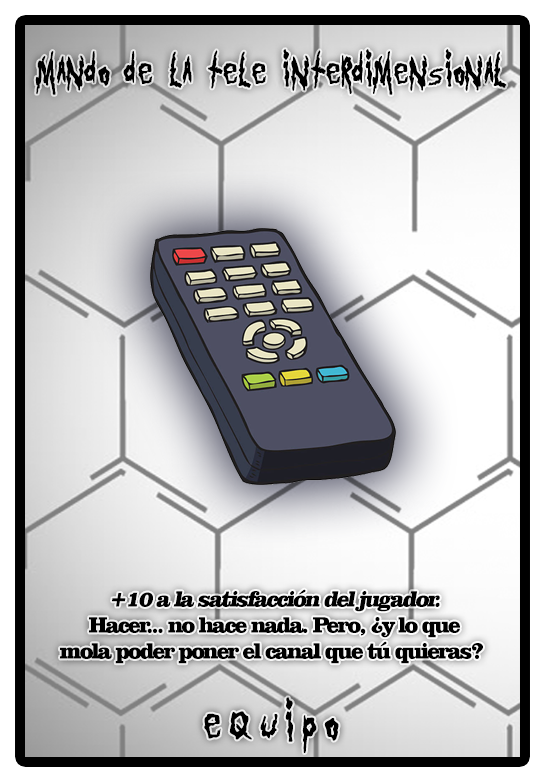 Mando de la tele interdimensional
+10 a la satisfacción del jugador.
Hacer... no hace nada. Pero, ¿y lo que
mola poder poner el canal que tú quieras?
equipo